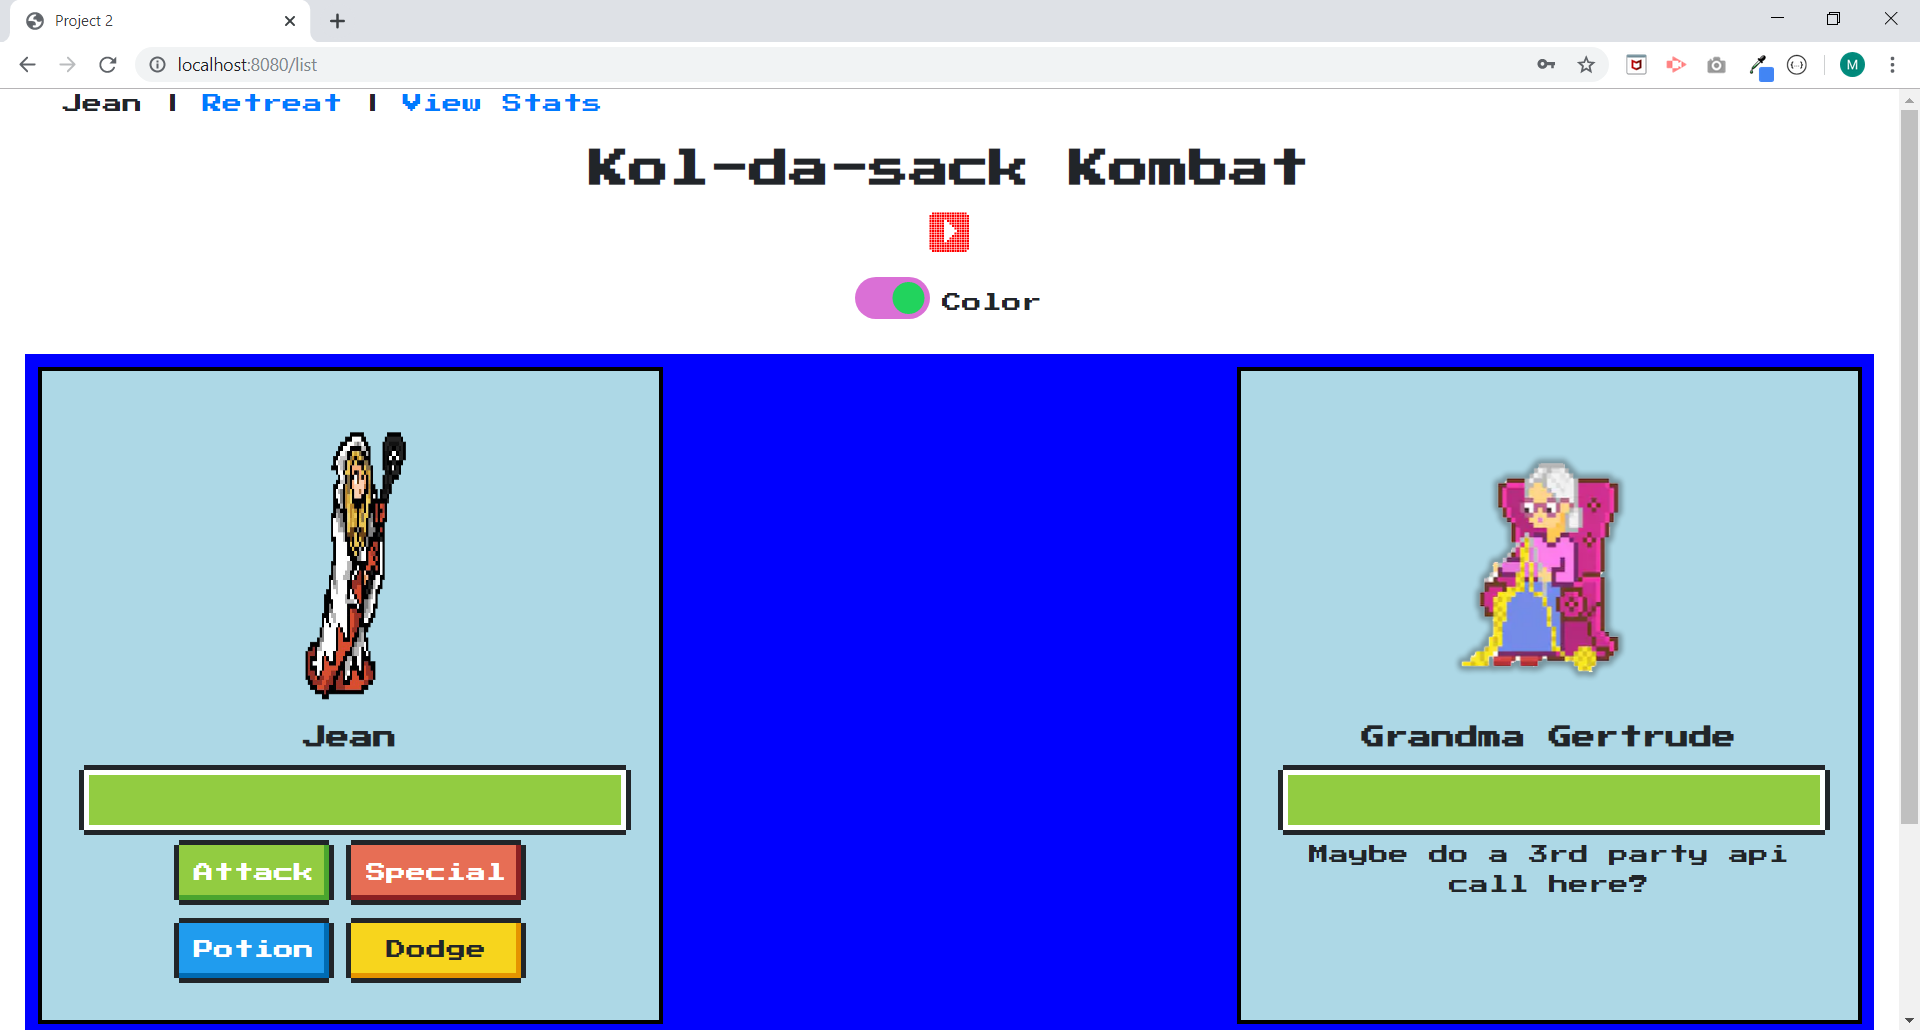 Project 2
localhost:8080/list
M
Jean | Retreat | View Stats
Kol-da-sack Kombat
Color
Jean
Attack Special
Potion Dodge
Grandma Gertrude
Maybe do a 3rd party api
call here?